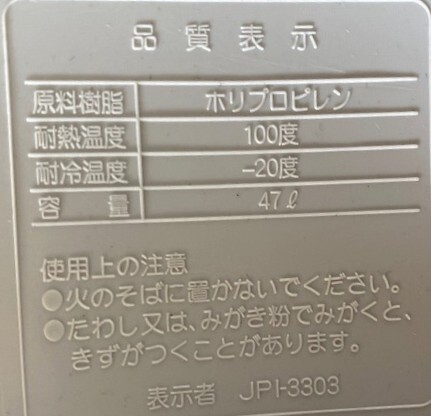 品質表示
原料樹脂 ポリプロピレン
耐熱温度 100度
耐冷温度 -20度
容量 47ℓ
使用上の注意
●火のそばに置かないでください。
●たわし又は、みがき粉でみがくと、
きずがつくことがあります。
表示者 JPI-3303